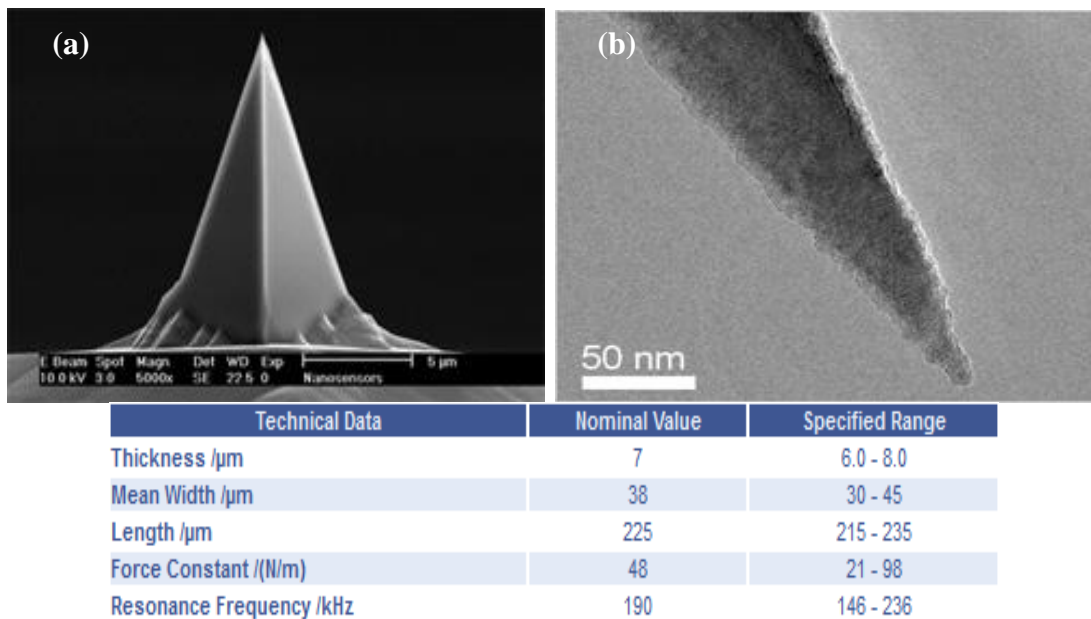 (a)
(b)
E Beam Spot Magn Det WD Exp 5 µm
10.0 kV 3.0 5000x SE 22.5 0 Nanosensors
50 nm
Technical Data Nominal Value Specified Range
Thickness /µm 7 6.0 - 8.0
Mean Width /µm 38 30 - 45
Length /µm 225 215 - 235
Force Constant /(N/m) 48 21 - 98
Resonance Frequency /kHz 190 146 - 236